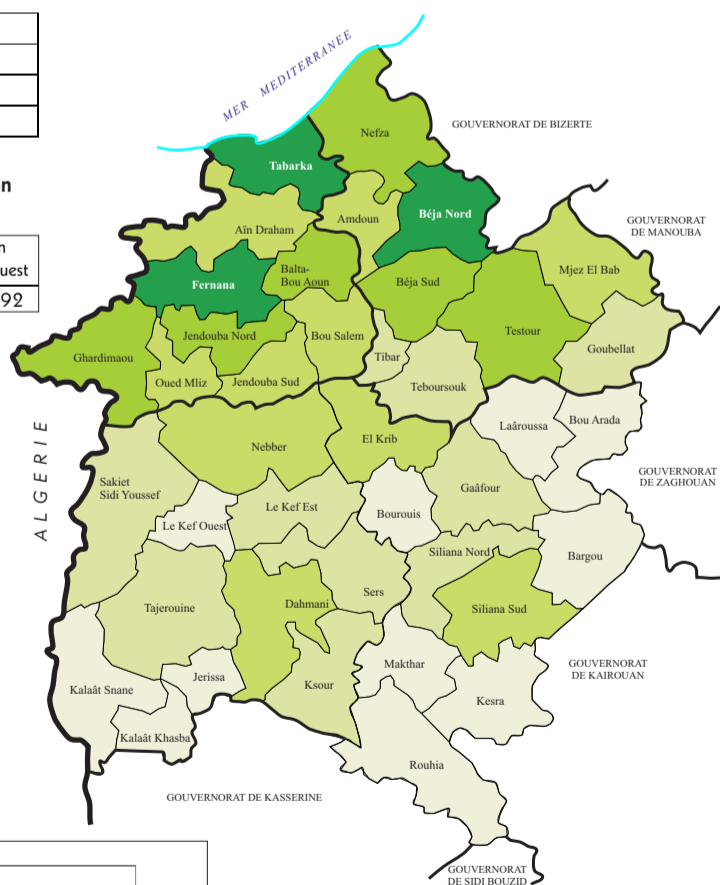 MER MEDITERRANEE
on
n
uest
92
Nefza
GOUVERNORAT DE BIZERTE
Tabarka
Amdoun
Béja Nord
Aïn Draham
GOUVERNORAT
DE MANOUBA
Balta-
Bou Aoun
Béja Sud
Mjez El Bab
Fernana
Ghardimaou
Jendouba Nord
Bou Salem
Testour
Goubellat
Tibar
Oued Mliz
Jendouba Sud
Teboursouk
ALGERIE
Laâroussa
Bou Arada
Nebber
El Krib
GOUVERNORAT
DE ZAGHOUAN
Sakiet
Sidi Youssef
Gaâfour
Le Kef Est
Le Kef Ouest
Bourouis
Siliana Nord
Bargou
Tajerouine
Dahmani
Sers
Siliana Sud
Makthar
GOUVERNORAT
DE KAIROUAN
Kalaât Snane
Jerissa
Ksour
Kesra
Kalaât Khasba
Rouhia
GOUVERNORAT DE KASSERINE
GOUVERNORAT
DE SIDI BOUZID